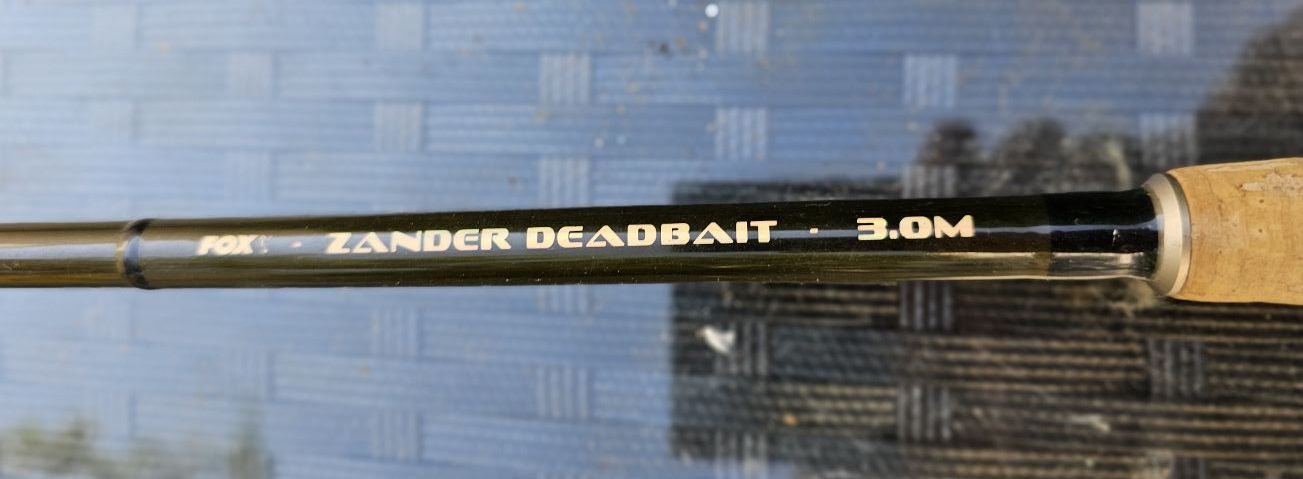 FOX · ZANDER DEADBAIT · 3.0M